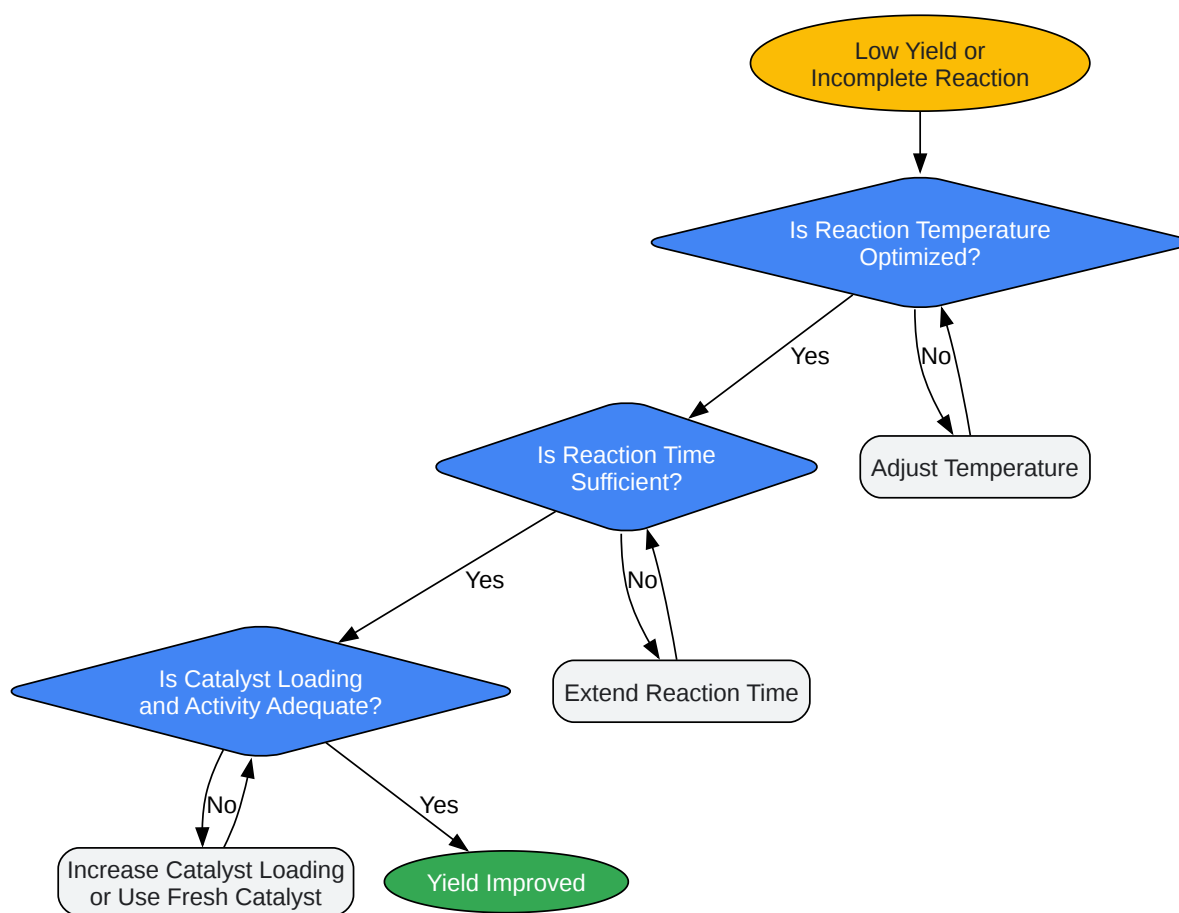 Low Yield or
Incomplete Reaction
Is Reaction Temperature
Optimized?
Yes
No
Adjust Temperature
Is Reaction Time
Sufficient?
Yes
No
Extend Reaction Time
Is Catalyst Loading
and Activity Adequate?
No
Yes
Increase Catalyst Loading
or Use Fresh Catalyst
Yield Improved